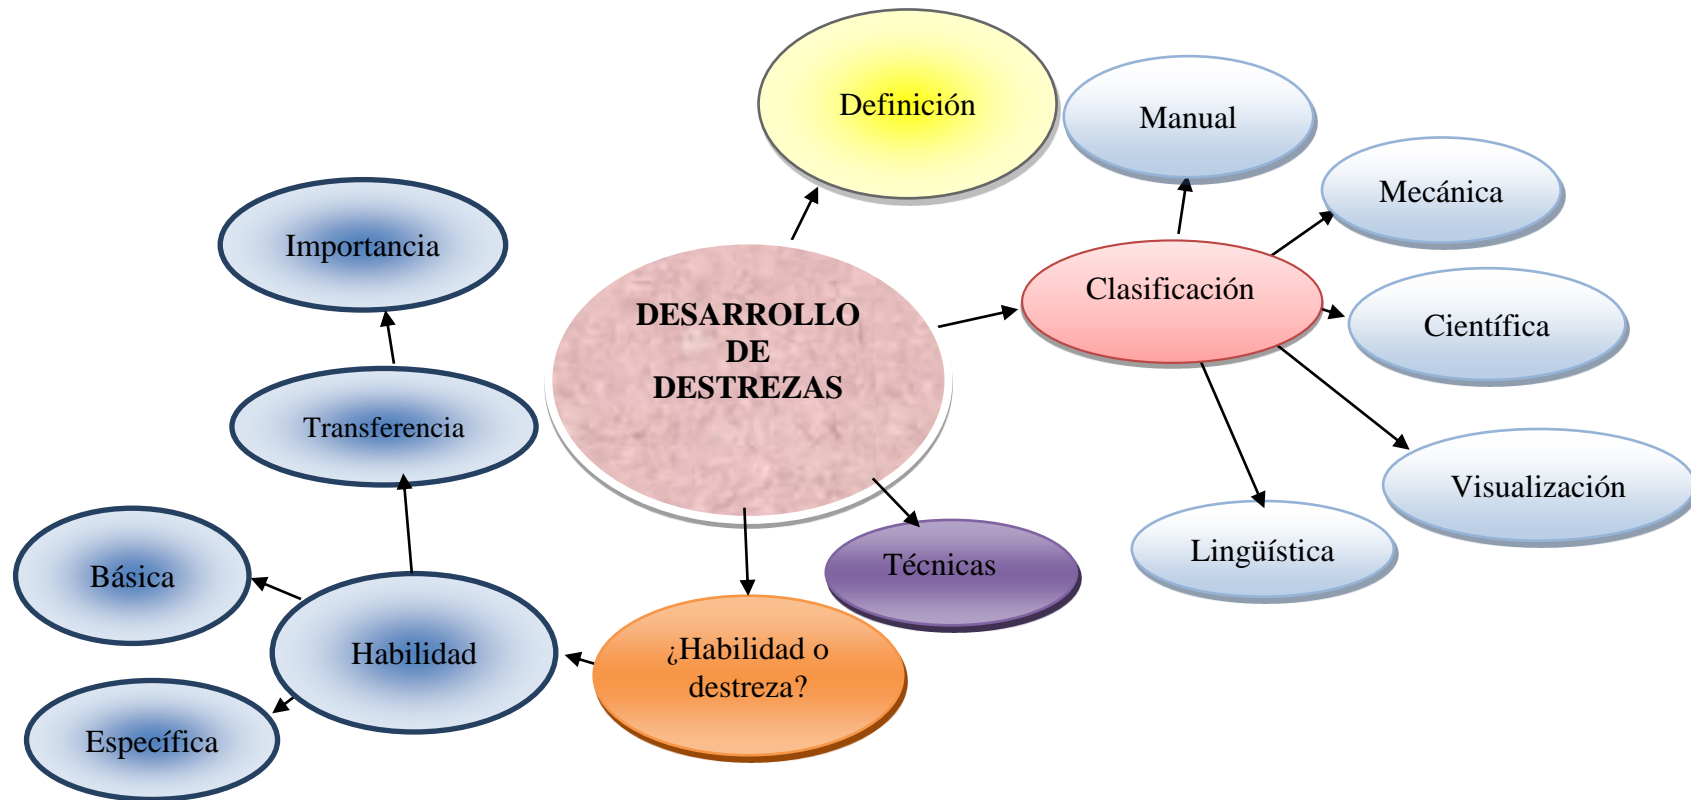 Definición
Manual
Mecánica
Importancia
Clasificación
DESARROLLO
DE
DESTREZAS
Científica
Transferencia
Visualización
Lingüística
Técnicas
Básica
Habilidad
¿Habilidad o
destreza?
Específica